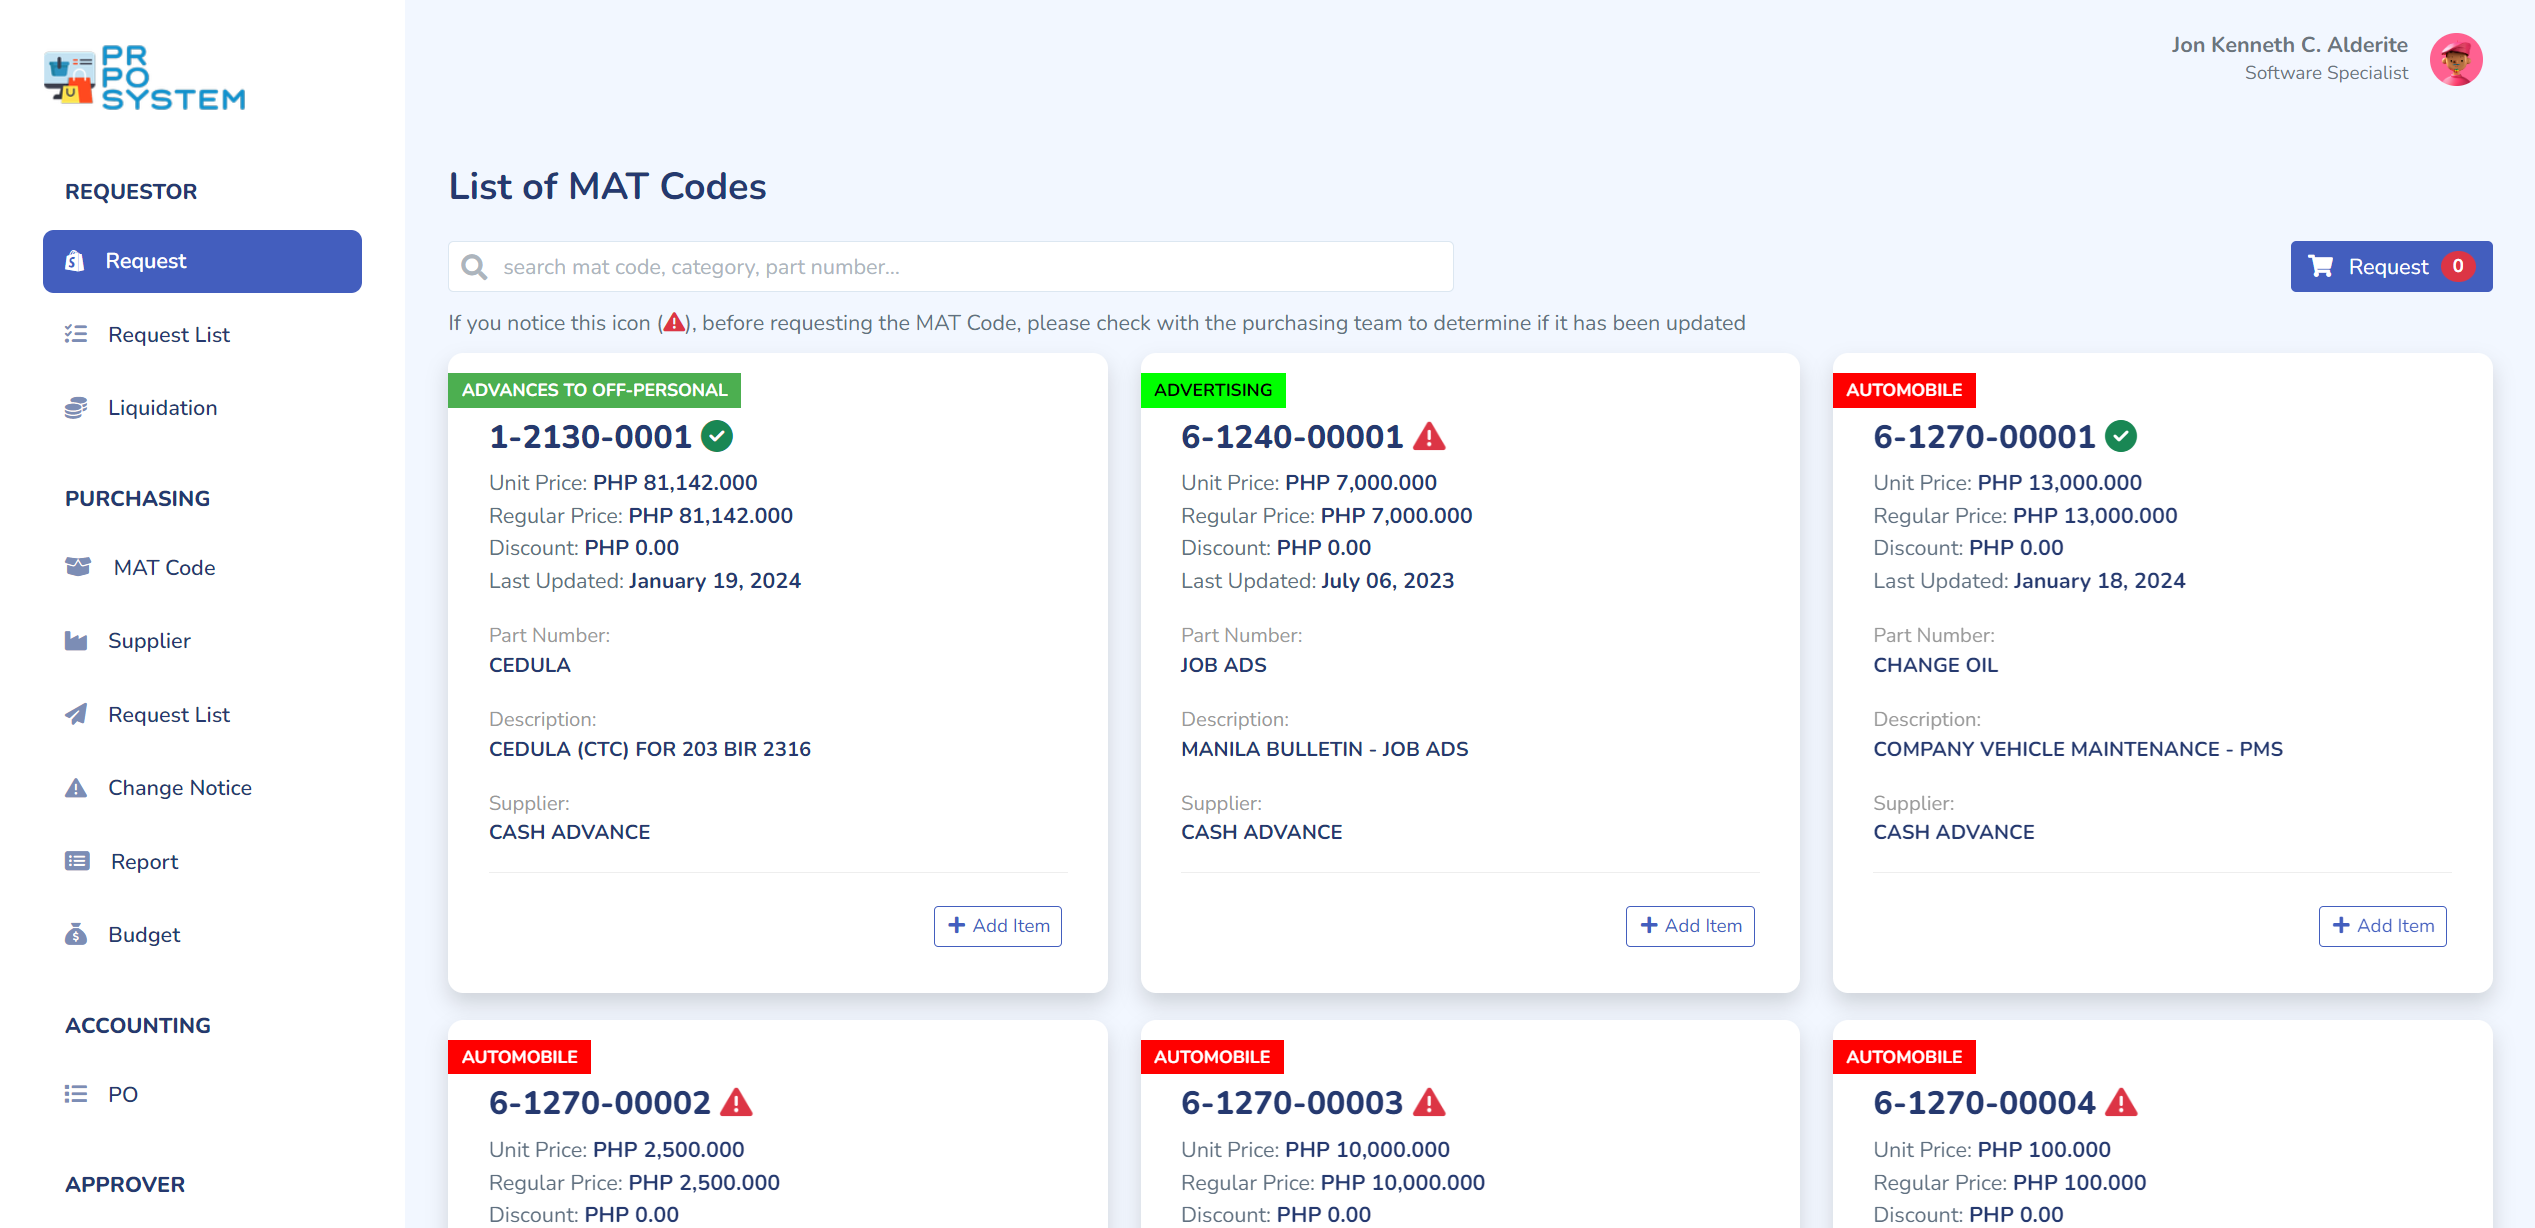 PR
PO
SYSTEM
Jon Kenneth C. Alderite
Software Specialist
REQUESTOR
Request
Request List
Liquidation
PURCHASING
MAT Code
Supplier
Request List
Change Notice
Report
Budget
ACCOUNTING
PO
APPROVER
List of MAT Codes
search mat code, category, part number...
Request 0
If you notice this icon (), before requesting the MAT Code, please check with the purchasing team to determine if it has been updated
ADVANCES TO OFF-PERSONAL
1-2130-0001
Unit Price: PHP 81,142.000
Regular Price: PHP 81,142.000
Discount: PHP 0.00
Last Updated: January 19, 2024
Part Number:
CEDULA
Description:
CEDULA (CTC) FOR 203 BIR 2316
Supplier:
CASH ADVANCE
Add Item
ADVERTISING
6-1240-00001
Unit Price: PHP 7,000.000
Regular Price: PHP 7,000.000
Discount: PHP 0.00
Last Updated: July 06, 2023
Part Number:
JOB ADS
Description:
MANILA BULLETIN - JOB ADS
Supplier:
CASH ADVANCE
Add Item
AUTOMOBILE
6-1270-00001
Unit Price: PHP 13,000.000
Regular Price: PHP 13,000.000
Discount: PHP 0.00
Last Updated: January 18, 2024
Part Number:
CHANGE OIL
Description:
COMPANY VEHICLE MAINTENANCE - PMS
Supplier:
CASH ADVANCE
Add Item
AUTOMOBILE
6-1270-00002
Unit Price: PHP 2,500.000
Regular Price: PHP 2,500.000
Discount: PHP 0.00
AUTOMOBILE
6-1270-00003
Unit Price: PHP 10,000.000
Regular Price: PHP 10,000.000
Discount: PHP 0.00
AUTOMOBILE
6-1270-00004
Unit Price: PHP 100.000
Regular Price: PHP 100.000
Discount: PHP 0.00